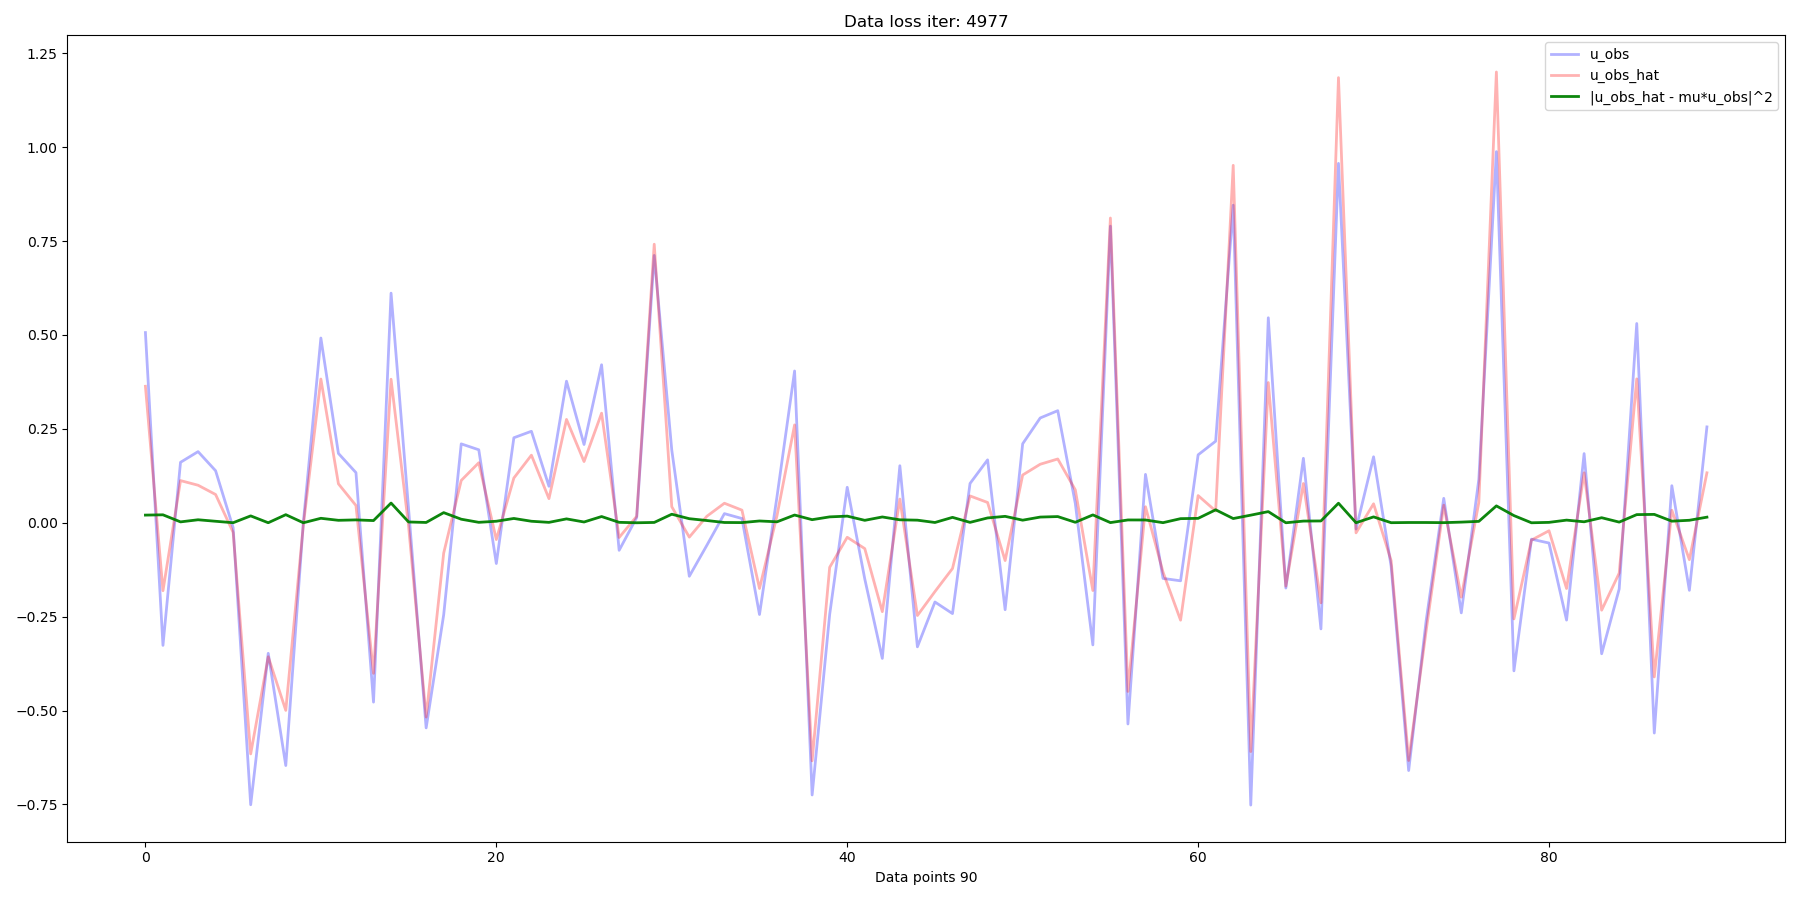 Data loss iter: 4977
u_obs
u_obs_hat
|u_obs_hat - mu*u_obs|^2
1.25
1.00
0.75
0.50
0.25
0.00
−0.25
−0.50
−0.75
0 20 40 60 80
Data points 90